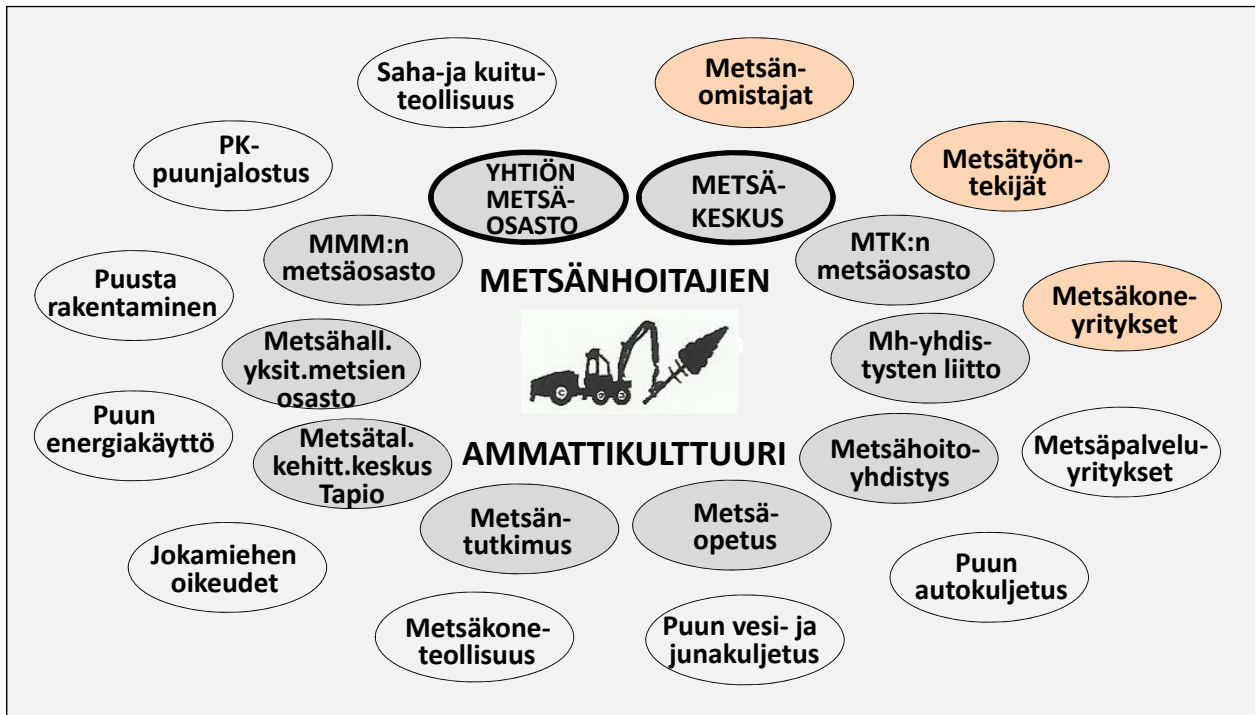 Saha-ja kuitu-
teollisuus
Metsän-
omistajat
PK-
puunjalostus
Metsätyön-
tekijät
YHTIÖN
METSÄ-
OSASTO
METSÄ-
KESKUS
MMM:n
metsäosasto
MTK:n
metsäosasto
Puusta
rakentaminen
METSÄNHOITAJIEN
Metsäkone-
yritykset
Metsähall.
yksit.metsien
osasto
Mh-yhdis-
tysten liitto
Puun
energiakäyttö
Metsätal.
kehitt.keskus
Tapio
AMMATTIKULTTUURI
Metsähoito-
yhdistys
Metsäpalvelu-
yritykset
Metsän-
tutkimus
Metsä-
opetus
Jokamiehen
oikeudet
Puun
autokuljetus
Metsäkone-
teollisuus
Puun vesi- ja
junakuljetus